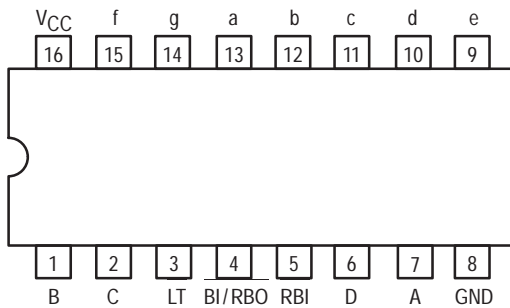 VCC f g a b c d e
16 15 14 13 12 11 10 9
1 2 3 4 5 6 7 8
B C LT BI/RBO RBI D A GND